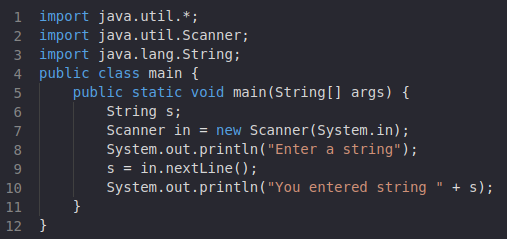 1 import java.util.*;
2 import java.util.Scanner;
3 import java.lang.String;
4 public class main {
5     public static void main(String[] args) {
6         String s;
7         Scanner in = new Scanner(System.in);
8         System.out.println("Enter a string");
9         s = in.nextLine();
10         System.out.println("You entered string " + s);
11     }
12 }